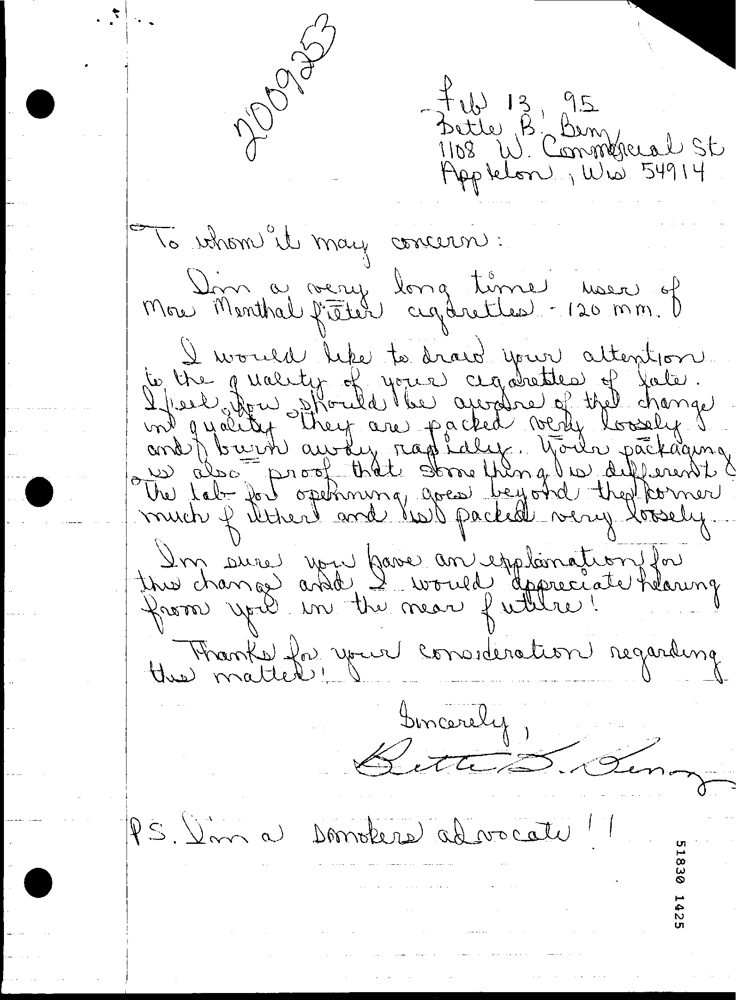 2009253
Feb 13, 95
Bette B. Benz
1108 W. Commercial St
Appleton, Wis 54914
To whom it may concern:
I'm a very long time user of
More Menthal filter cigarettes - 120 mm.
I would like to draw your attention
to the quality of your cigarettes of late.
I feel you should be aware of the change
in quality they are packed very loosely
and burn away rapidly. Your packaging
is also proof that something is different
The tab for openning goes beyond the korner
much futher and is packed very loosely
I'm sure you have an explanation for
this change and I would appreciate hearing
from you in the near future!
Thanks for your consideration regarding
this matter!
Sincerely,
Bette B. Benz
P.S. I'm a smokers advocate!!
51830 1425